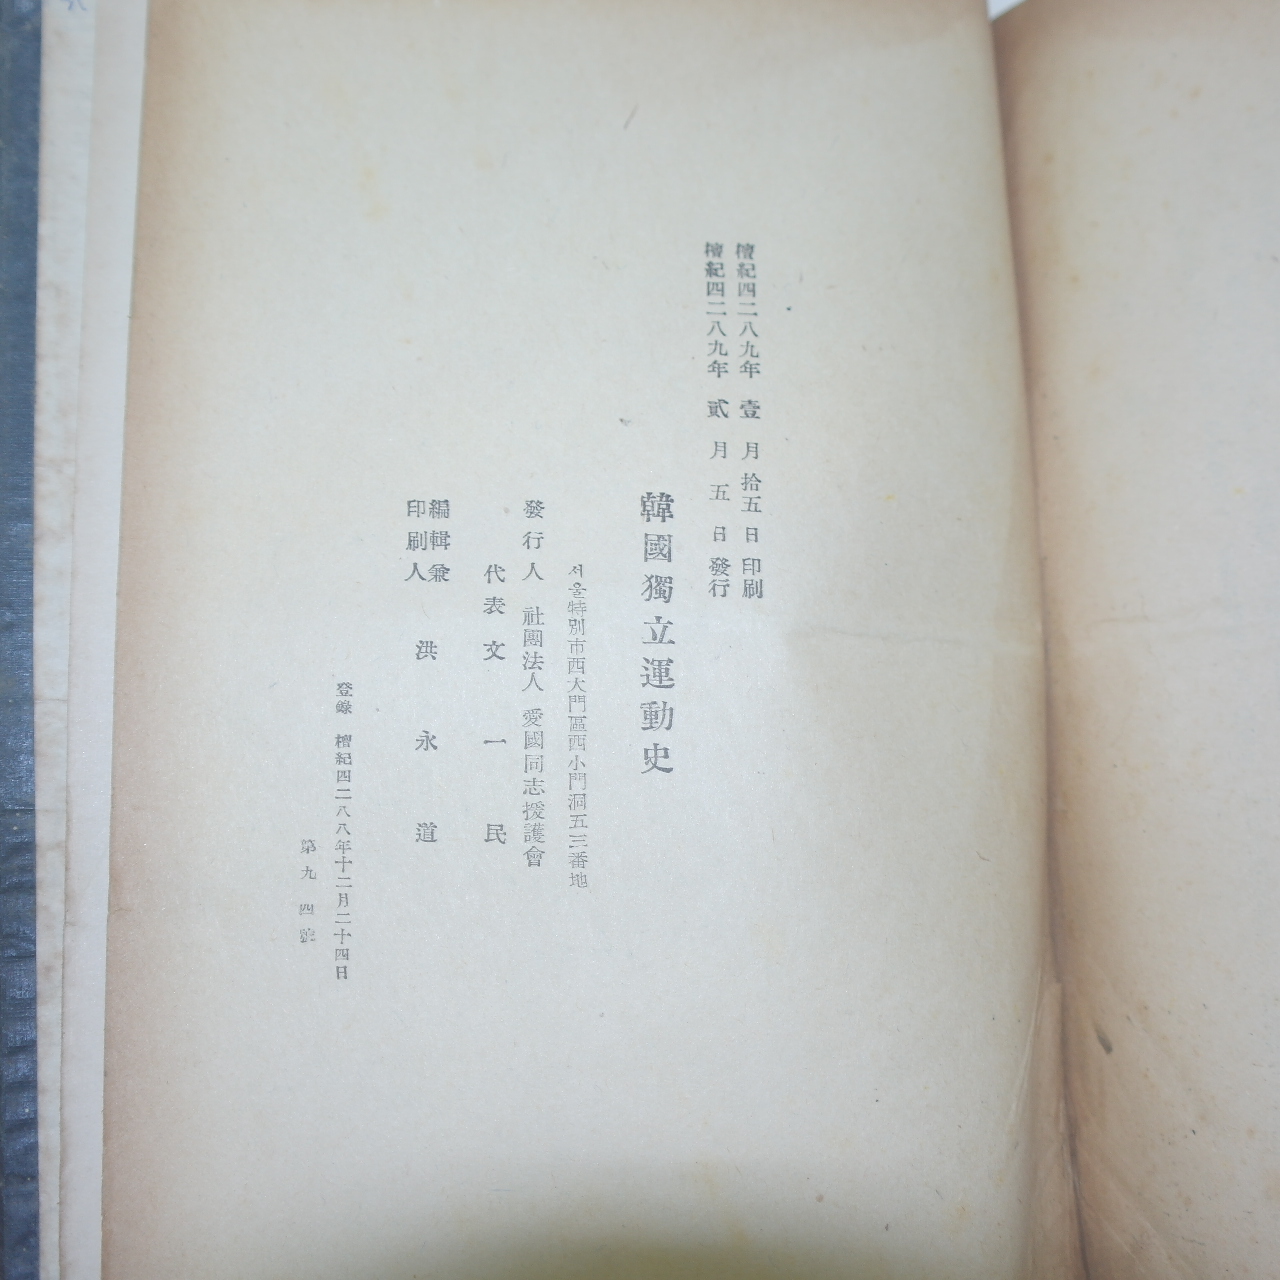 檀紀四二八九年壹月拾五日印刷
檀紀四二八九年貳月五日發行
韓國獨立運動史
서울特別市西大門區西小門洞五三番地
發行人 社團法人 愛國同志援護會
代表 文一民
編輯兼
印刷人 洪永道
登錄 檀紀四二八八年十二月二十四日
第九四號